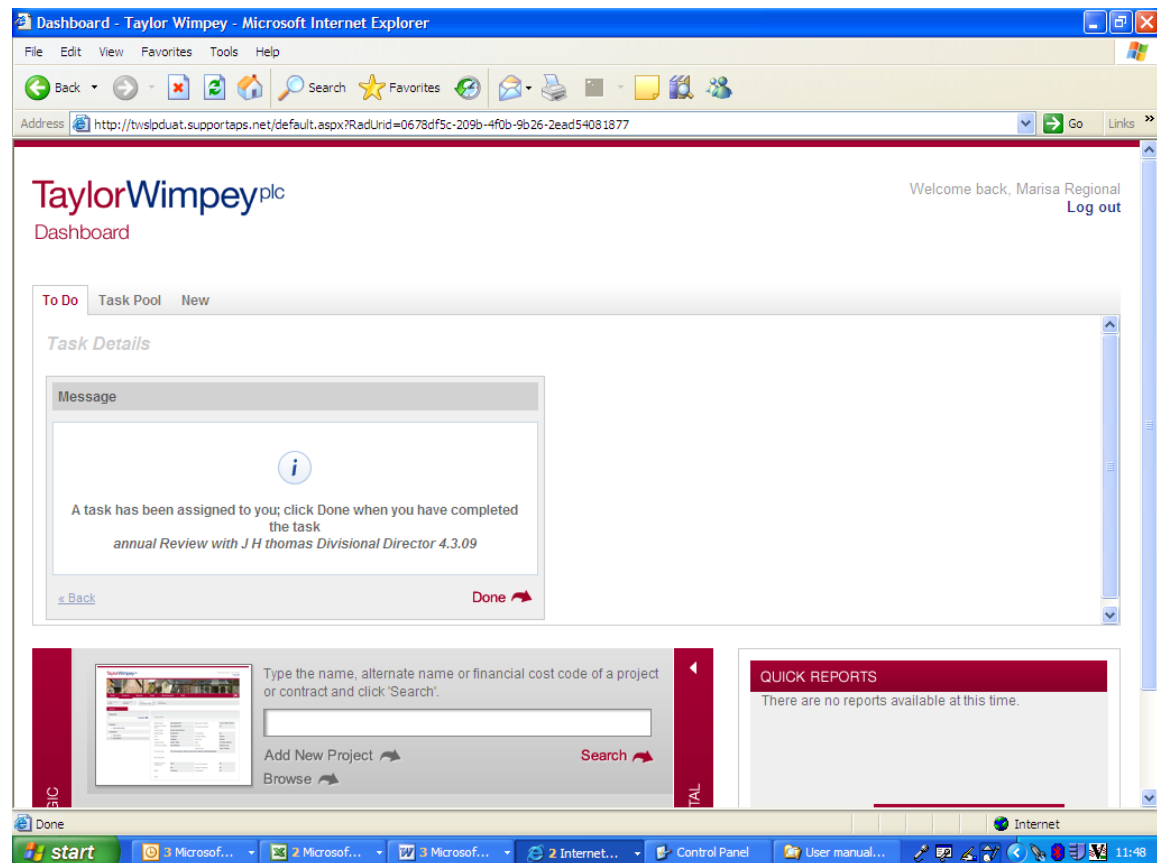 Dashboard - Taylor Wimpey - Microsoft Internet Explorer
File Edit View Favorites Tools Help
Back Search Favorites
Address http://twslpduat.supportaps.net/default.aspx?RadUrid=0678df5c-209b-4f0b-9b26-2ead54081877 Go Links »
TaylorWimpey plc
Dashboard
Welcome back, Marisa Regional
Log out
To Do Task Pool New
Task Details
Message
i
A task has been assigned to you; click Done when you have completed
the task
annual Review with J H thomas Divisional Director 4.3.09
« Back Done
Type the name, alternate name or financial cost code of a project
or contract and click 'Search'.
Add New Project Search
Browse
GIC
TAL
QUICK REPORTS
There are no reports available at this time.
Done Internet
start 3 Microsof... 2 Microsof... 3 Microsof... 2 Internet... Control Panel User manual... 11:48